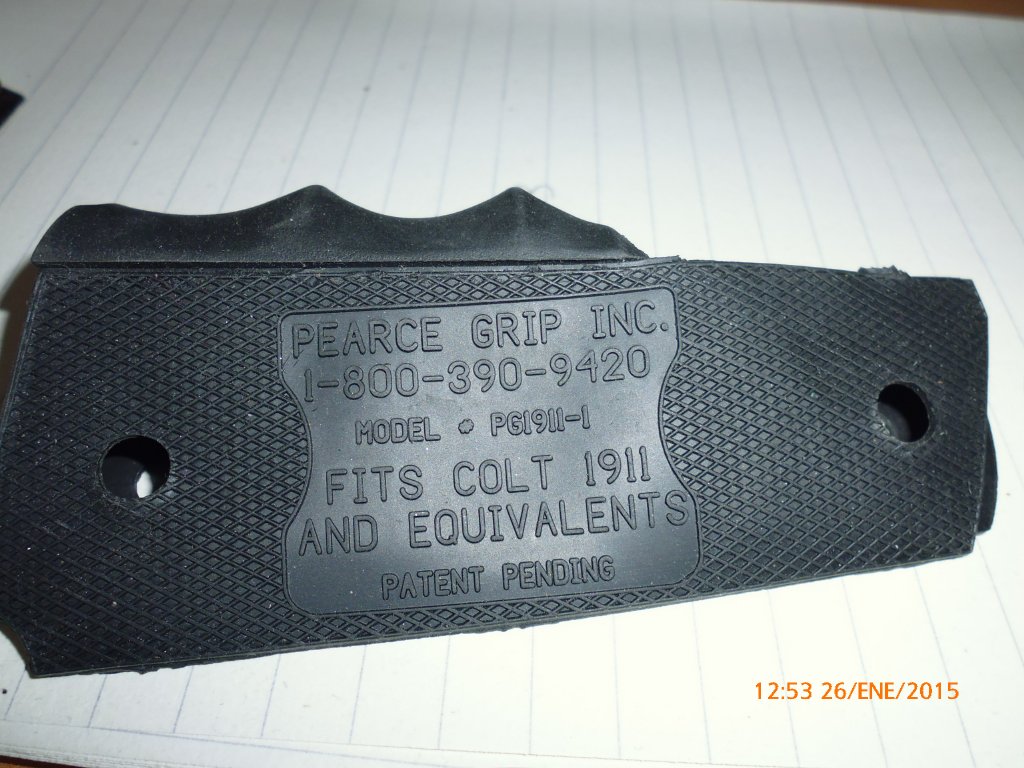 PEARCE GRIP INC.
1-800-390-9420
MODEL # PG1911-1
FITS COLT 1911
AND EQUIVALENTS
PATENT PENDING
12:53 26/ENE/2015